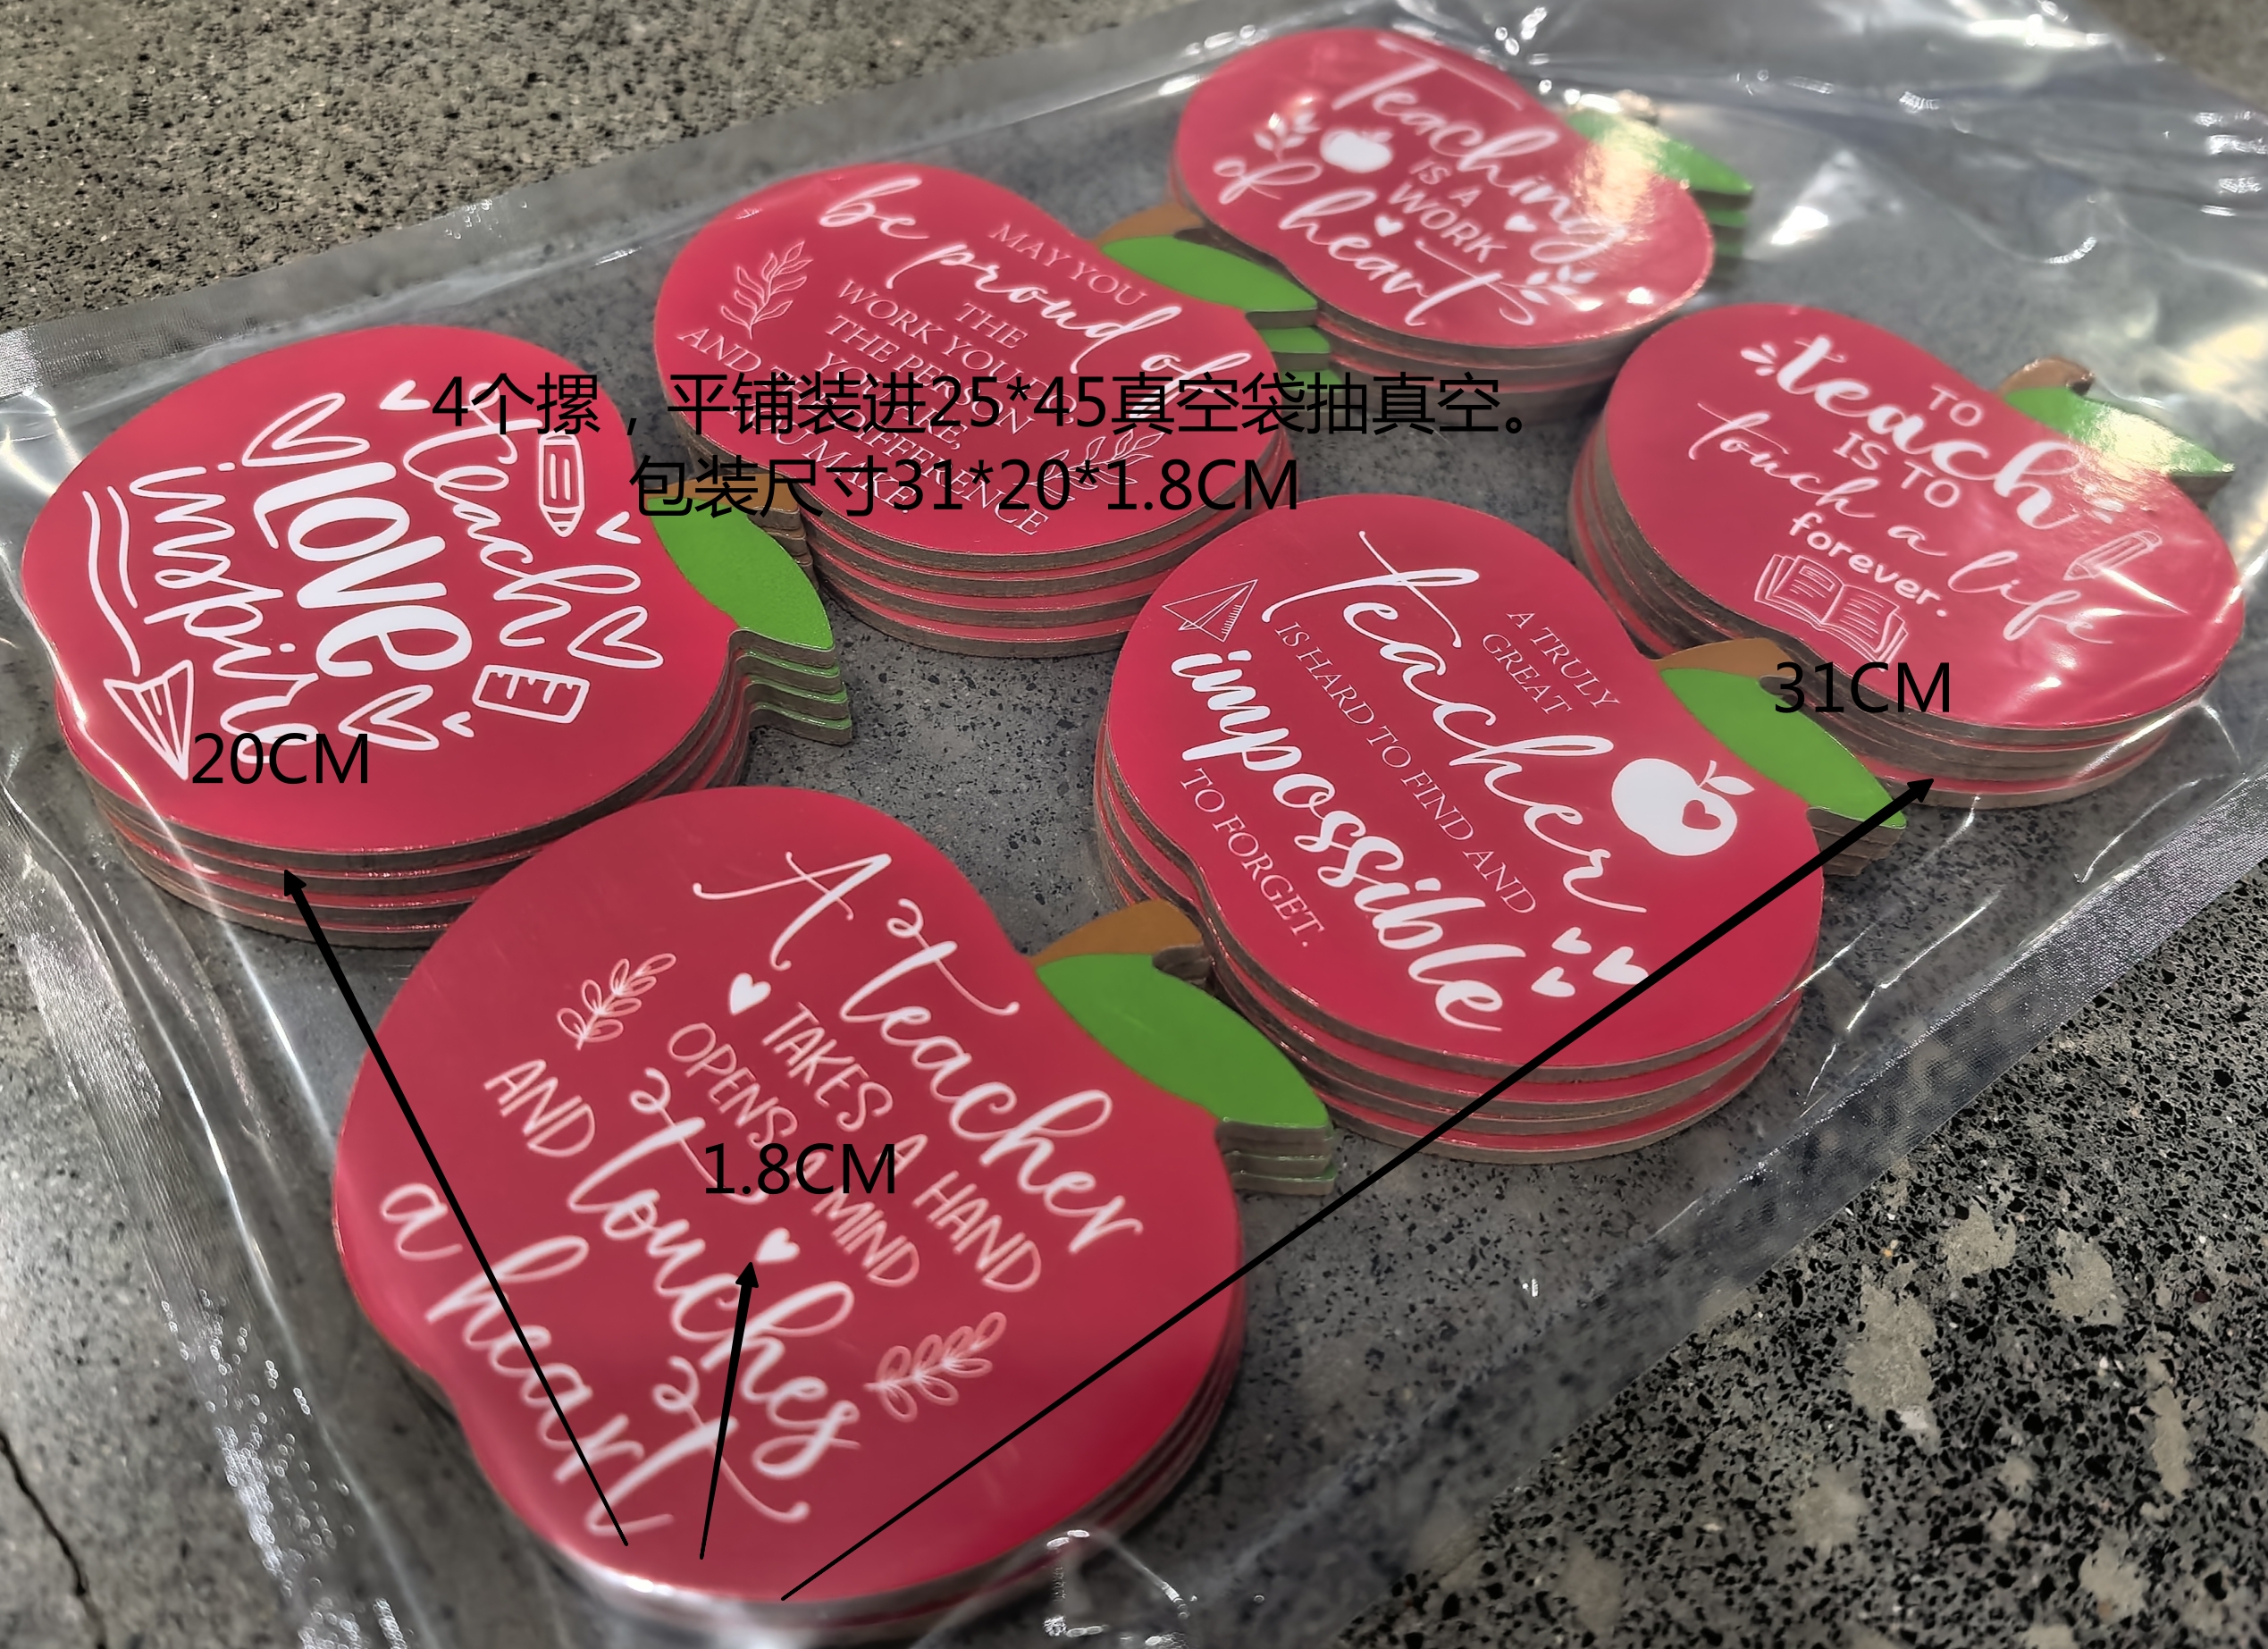 Teaching
IS A
WORK
of heart
MAY YOU
be proud of
THE
WORK YOU DO,
THE PERSON
YOU ARE,
AND THE DIFFERENCE
YOU MAKE
TO
teach
IS TO
touch a life
forever.
teach
love
inspire
4个摞，平铺装进25*45真空袋抽真空。
包装尺寸31*20*1.8CM
A TRULY
GREAT
teacher
IS HARD TO FIND AND
impossible
TO FORGET.
31CM
20CM
A teacher
TAKES A HAND
OPENS A MIND
AND touches
a heart
1.8CM